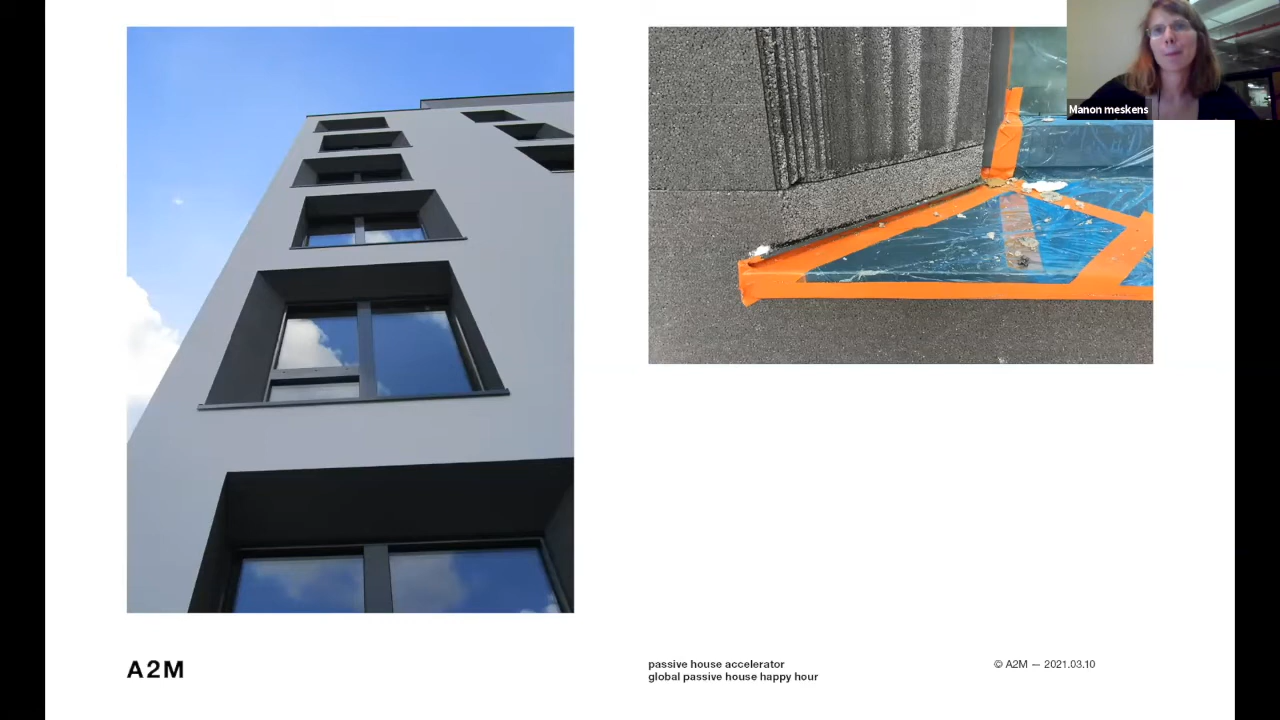 Manon meskens
A2M
passive house accelerator
global passive house happy hour
© A2M — 2021.03.10